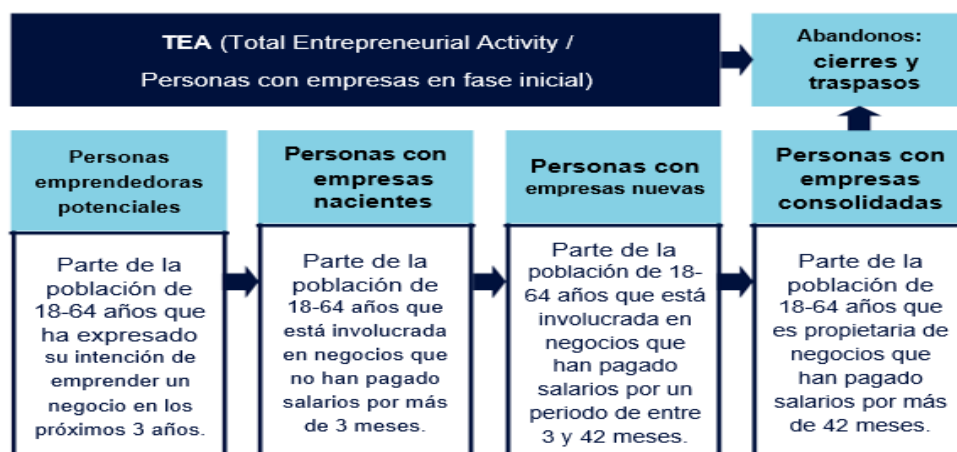 TEA (Total Entrepreneurial Activity /
Personas con empresas en fase inicial)
Abandonos:
cierres y
traspasos
Personas
emprendedoras
potenciales
Parte de la
población de
18-64 años que
ha expresado
su intención de
emprender un
negocio en los
próximos 3 años.
Personas con
empresas
nacientes
Parte de la
población de
18-64 años que
está involucrada
en negocios que
no han pagado
salarios por más
de 3 meses.
Personas con
empresas nuevas
Parte de la
población de 18-
64 años que está
involucrada en
negocios que
han pagado
salarios por un
periodo de entre
3 y 42 meses.
Personas con
empresas
consolidadas
Parte de la
población de
18-64 años que
es propietaria de
negocios que
han pagado
salarios por más
de 42 meses.